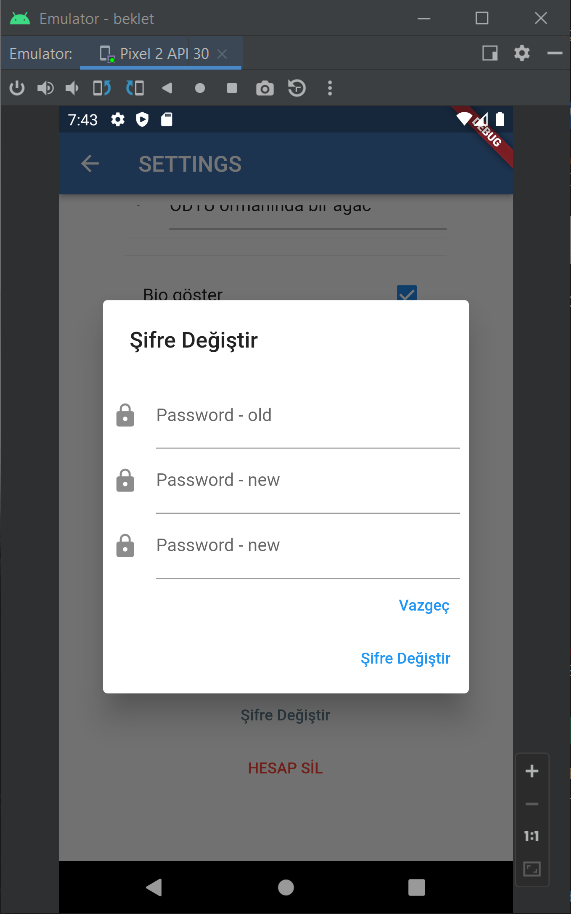 Emulator - beklet
Emulator: Pixel 2 API 30
7:43
DEBUG
SETTINGS
ODTÜ ormanında bir ağaç
Bio göster
Şifre Değiştir
Password - old
Password - new
Password - new
Vazgeç
Şifre Değiştir
Şifre Değiştir
HESAP SİL
1:1